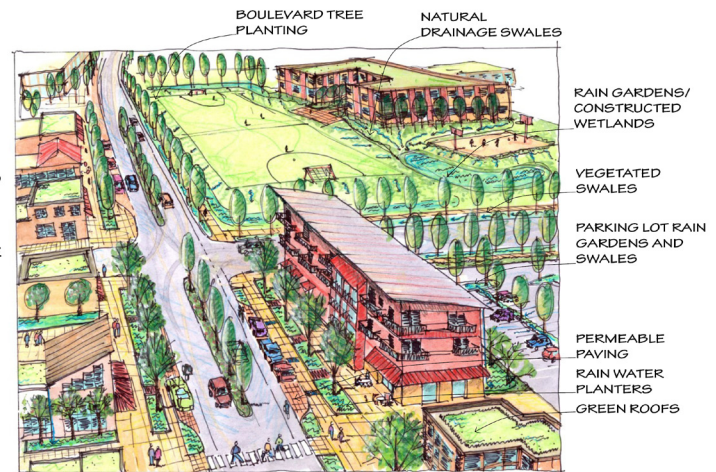 BOULEVARD TREE
PLANTING
NATURAL
DRAINAGE SWALES
RAIN GARDENS/
CONSTRUCTED
WETLANDS
VEGETATED
SWALES
PARKING LOT RAIN
GARDENS AND
SWALES
PERMEABLE
PAVING
RAIN WATER
PLANTERS
GREEN ROOFS